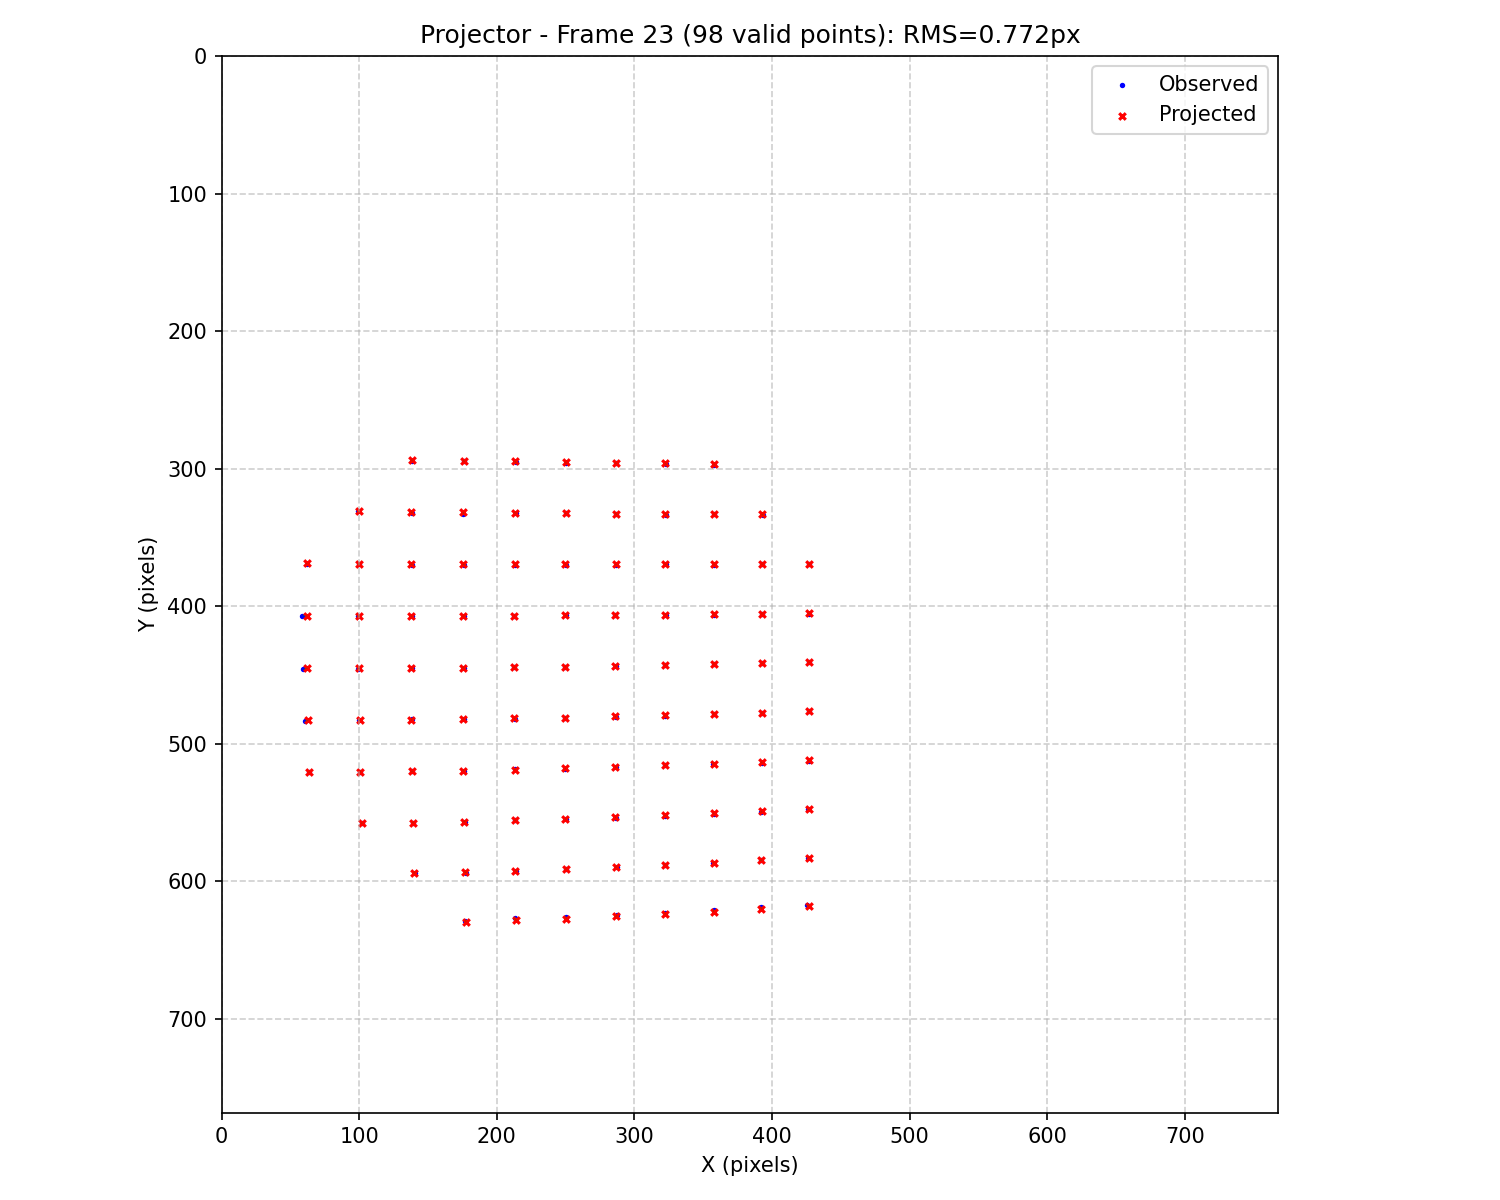 Projector - Frame 23 (98 valid points): RMS=0.772px
Observed
Projected
0
100
200
300
400
500
600
700
Y (pixels)
0 100 200 300 400 500 600 700
X (pixels)